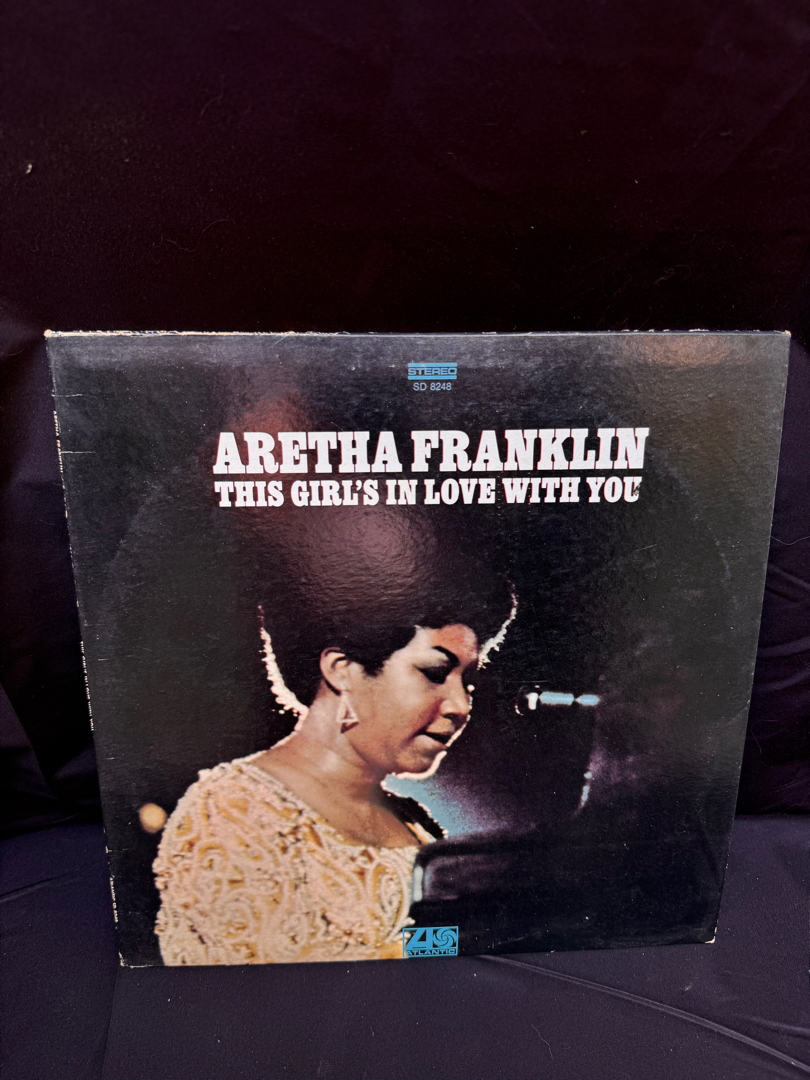 STEREO
SD 8248
ARETHA FRANKLIN
THIS GIRL'S IN LOVE WITH YOU
ATLANTIC